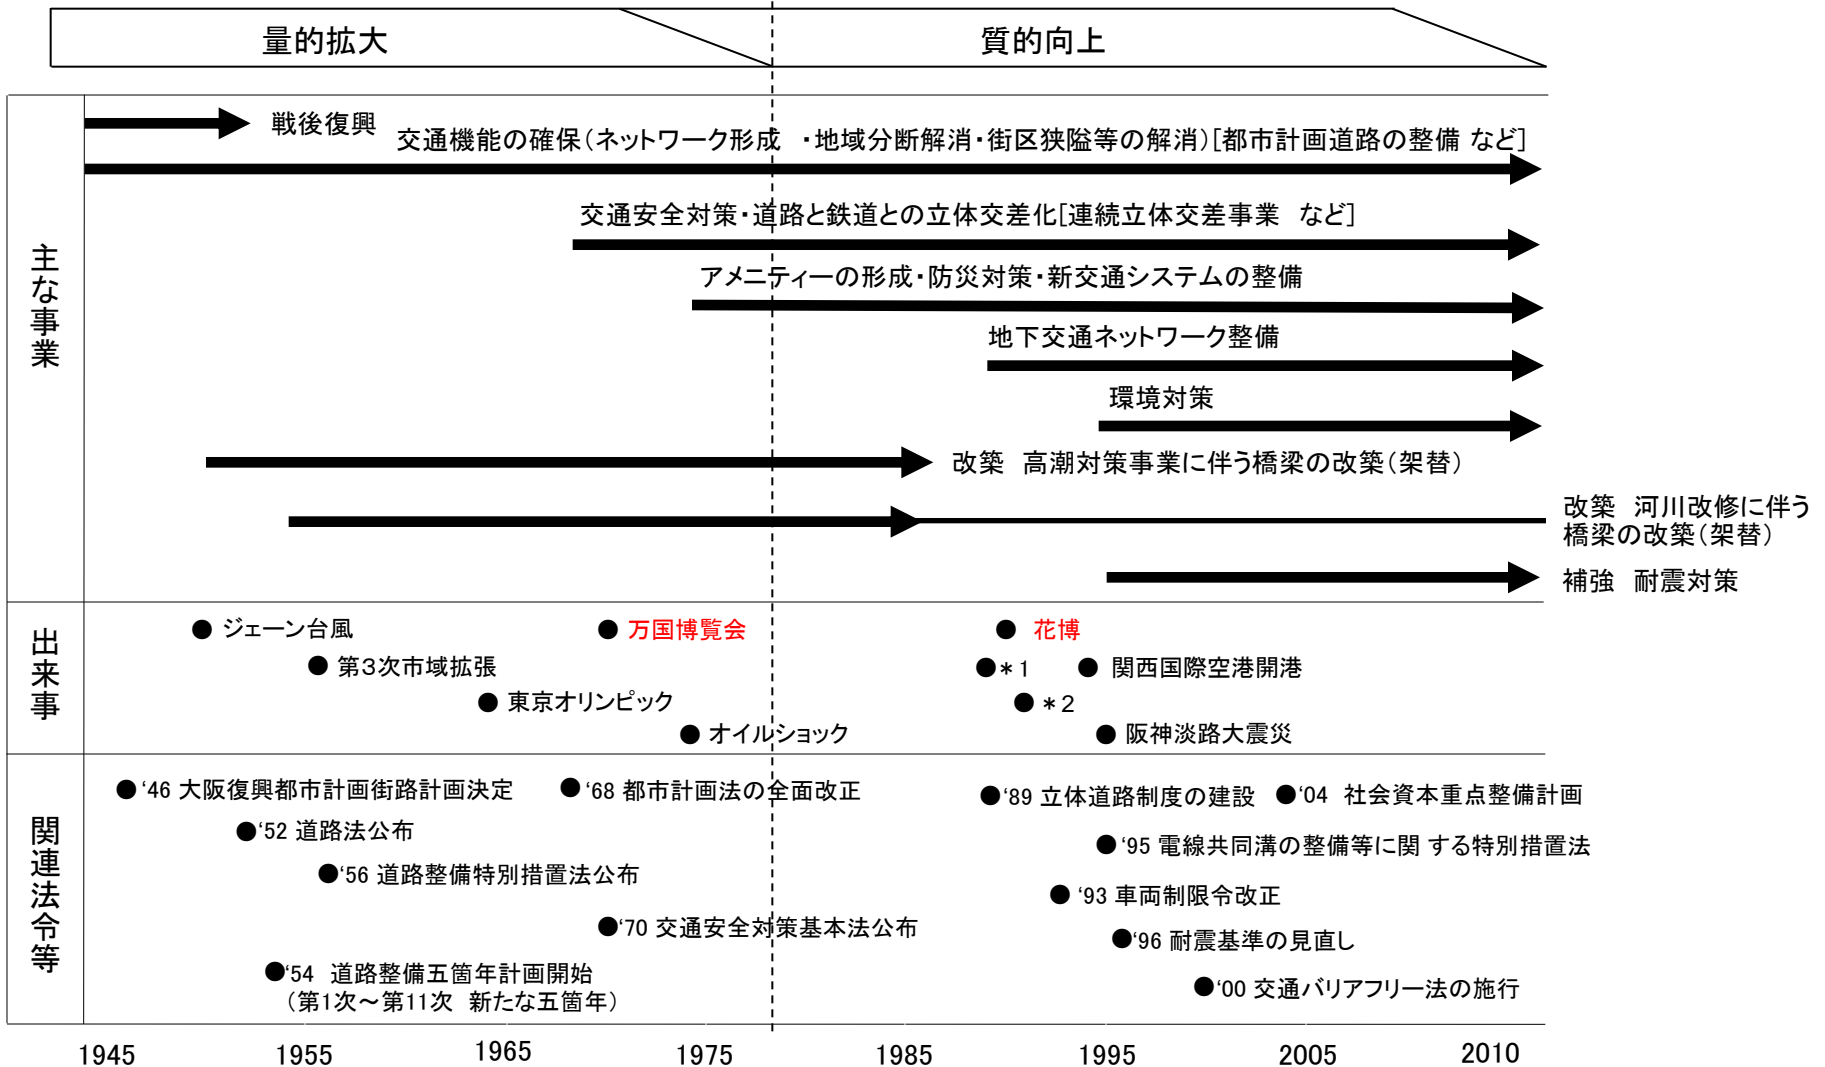 量的拡大
質的向上
主な事業
戦後復興
交通機能の確保(ネットワーク形成 ・地域分断解消・街区狭隘等の解消)[都市計画道路の整備 など]
交通安全対策・道路と鉄道との立体交差化[連続立体交差事業 など]
アメニティーの形成・防災対策・新交通システムの整備
地下交通ネットワーク整備
環境対策
改築 高潮対策事業に伴う橋梁の改築(架替)
改築 河川改修に伴う
橋梁の改築(架替)
補強 耐震対策
出来事
ジェーン台風
万国博覧会
花博
第3次市域拡張
*1
関西国際空港開港
東京オリンピック
*2
オイルショック
阪神淡路大震災
関連法令等
‘46 大阪復興都市計画街路計画決定
‘68 都市計画法の全面改正
‘89 立体道路制度の建設
‘04 社会資本重点整備計画
‘52 道路法公布
‘95 電線共同溝の整備等に関 する特別措置法
‘56 道路整備特別措置法公布
‘93 車両制限令改正
‘70 交通安全対策基本法公布
‘96 耐震基準の見直し
‘54 道路整備五箇年計画開始
(第1次~第11次 新たな五箇年)
‘00 交通バリアフリー法の施行
1945
1955
1965
1975
1985
1995
2005
2010